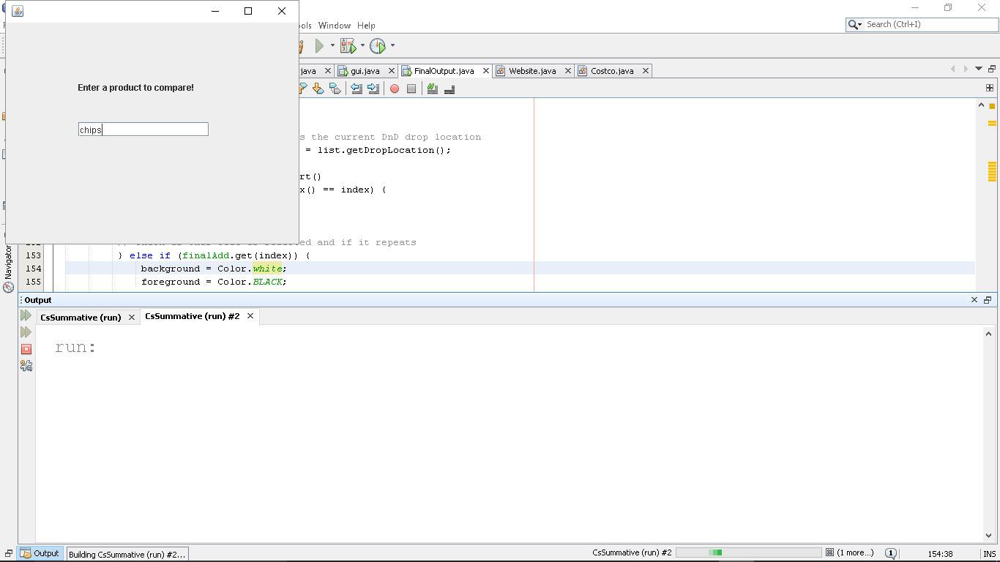 ools Window Help
Search (Ctrl+I)
Enter a product to compare!
chips
java gui.java FinalOutput.java Website.java Costco.java
s the current DnD drop location
= list.getDropLocation();
rt()
x() == index) {
ed and if it repeats
153 } else if (finalAdd.get(index)) {
154 background = Color.white;
155 foreground = Color.BLACK;
Navigator
Output
CsSummative (run) CsSummative (run) #2
run:
Output Building CsSummative (run) #2... CsSummative (run) #2 (1 more...) 1 154:38 INS